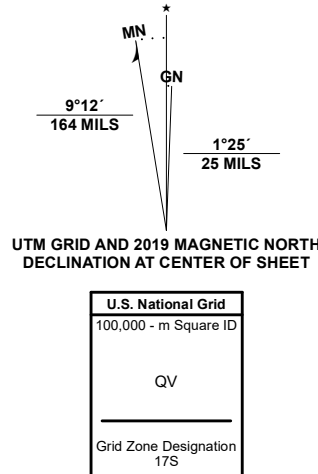 ★
MN
GN
9°12´
164 MILS
1°25´
25 MILS
UTM GRID AND 2019 MAGNETIC NORTH
DECLINATION AT CENTER OF SHEET
U.S. National Grid
100,000 - m Square ID
QV
Grid Zone Designation
17S